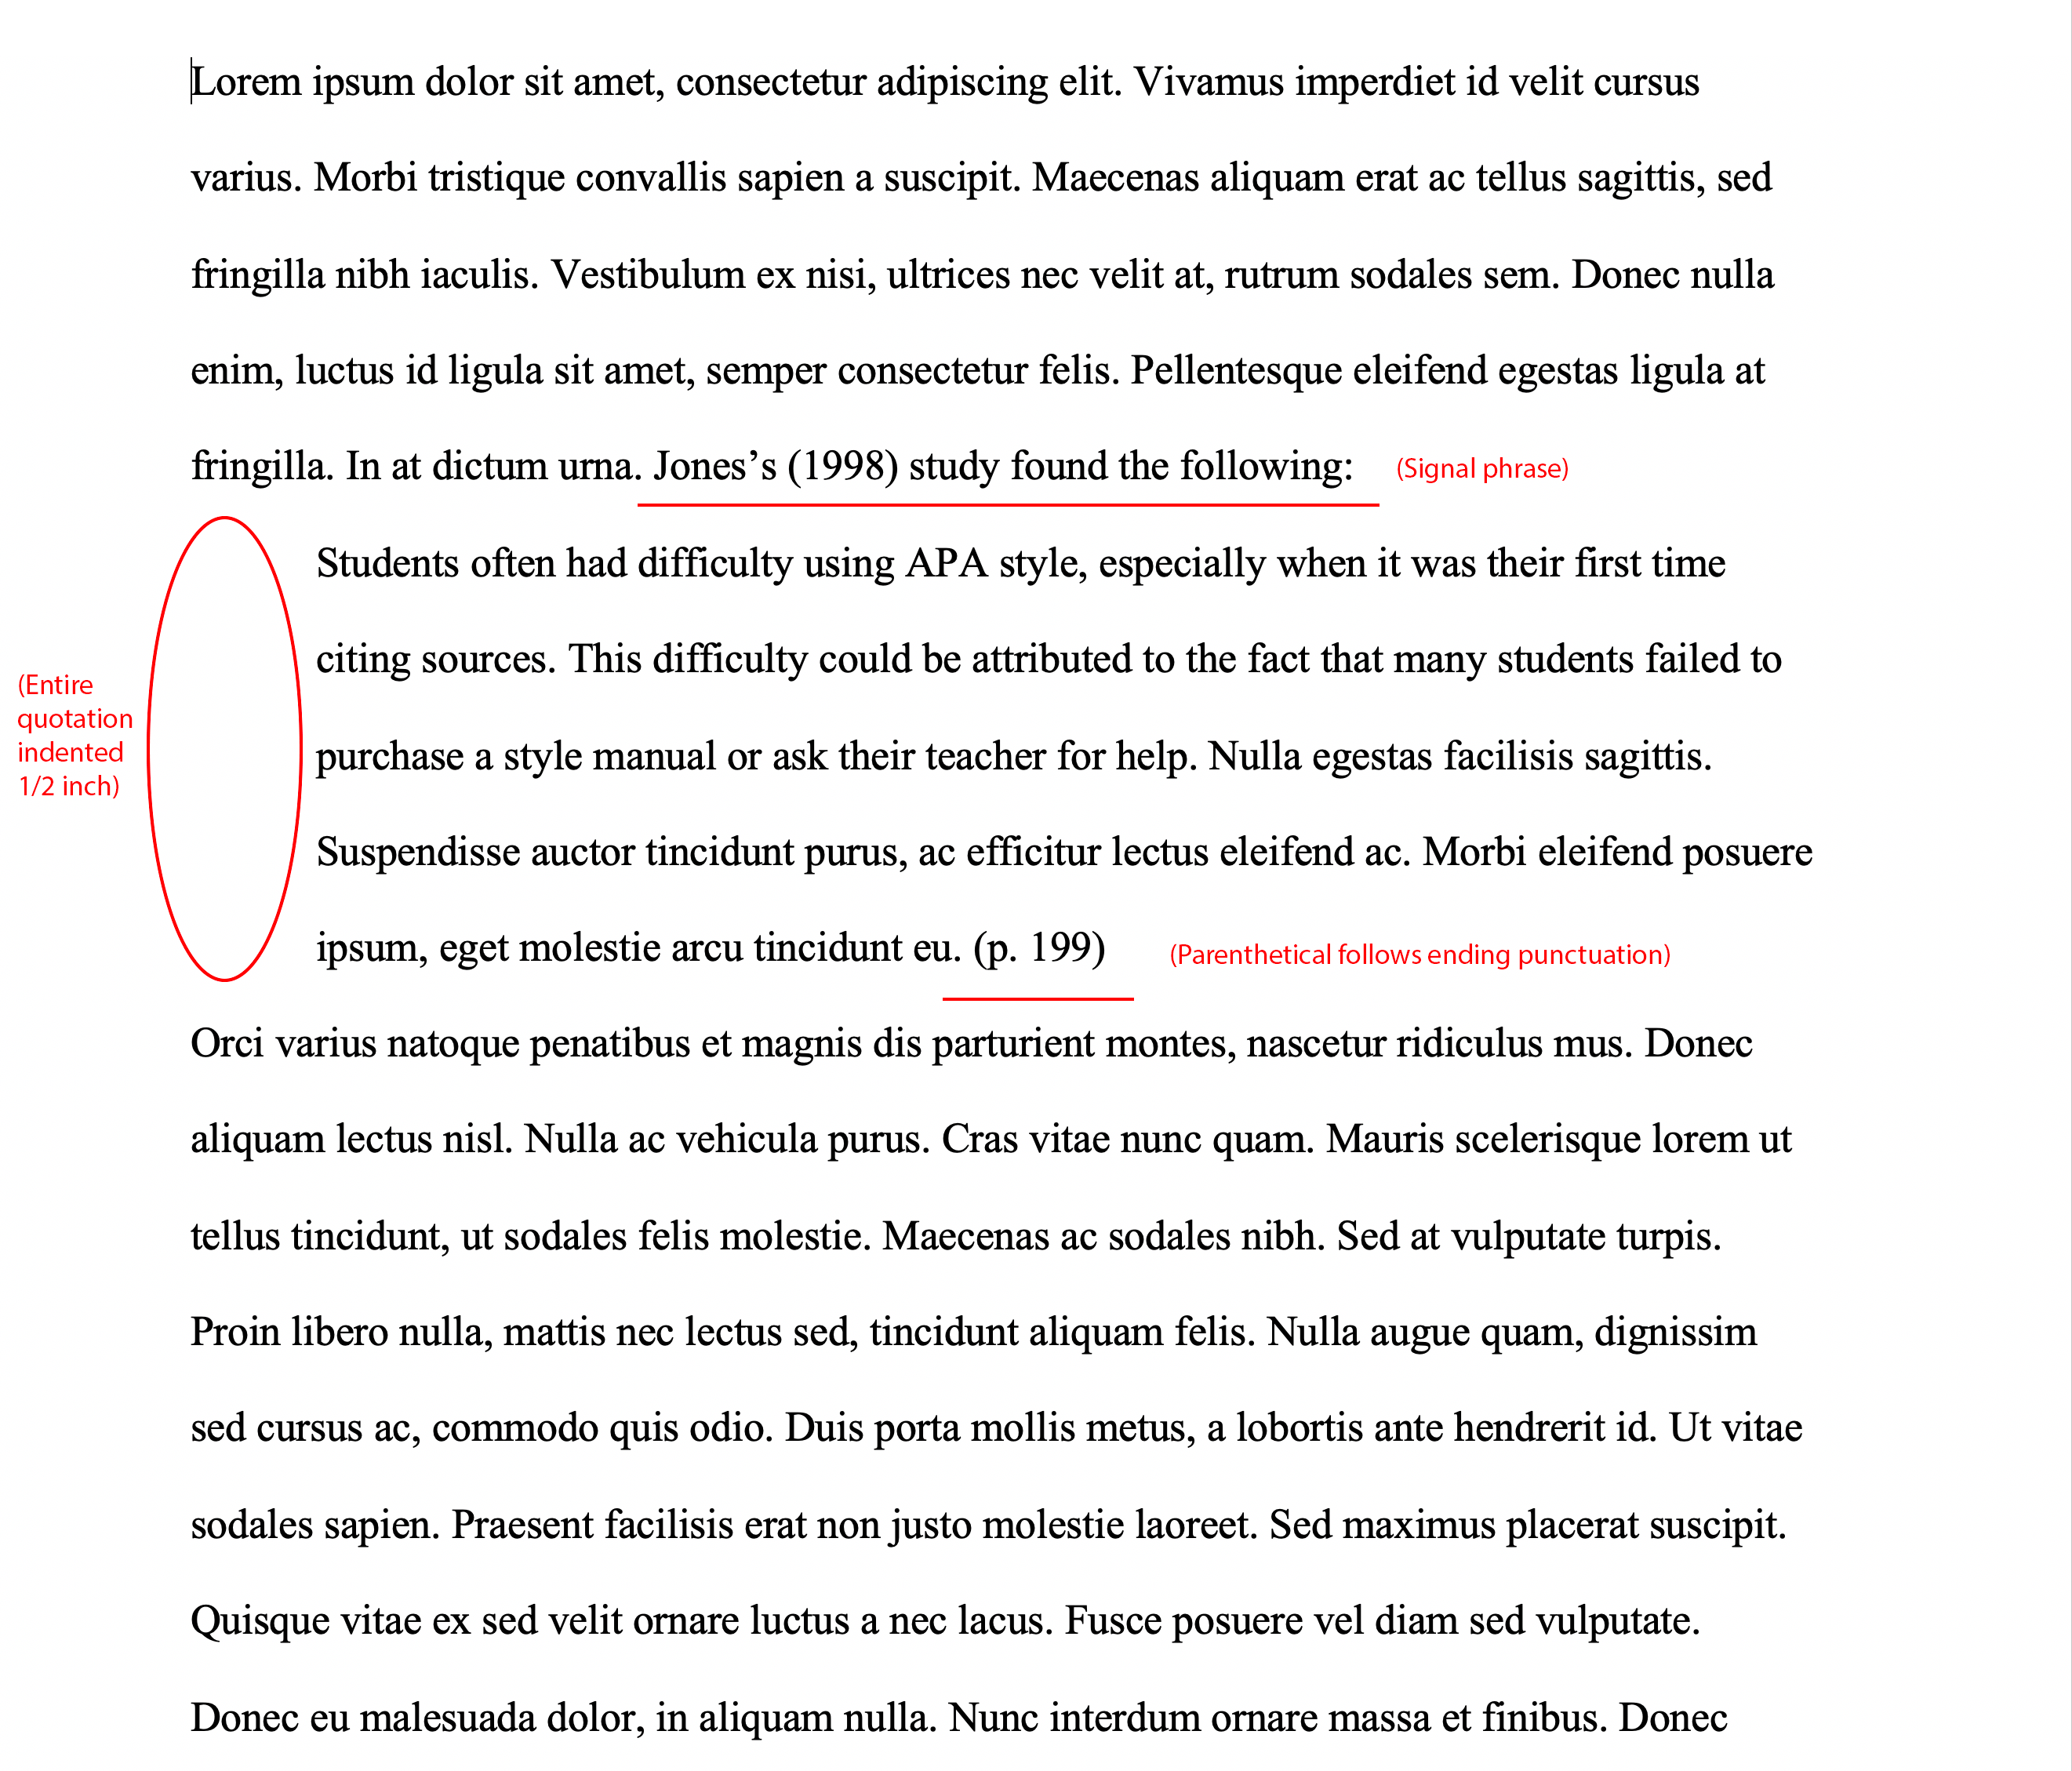 Lorem ipsum dolor sit amet, consectetur adipiscing elit. Vivamus imperdiet id velit cursus
varius. Morbi tristique convallis sapien a suscipit. Maecenas aliquam erat ac tellus sagittis, sed
fringilla nibh iaculis. Vestibulum ex nisi, ultrices nec velit at, rutrum sodales sem. Donec nulla
enim, luctus id ligula sit amet, semper consectetur felis. Pellentesque eleifend egestas ligula at
fringilla. In at dictum urna. Jones’s (1998) study found the following: (Signal phrase)
Students often had difficulty using APA style, especially when it was their first time
citing sources. This difficulty could be attributed to the fact that many students failed to
(Entire
quotation
indented
1/2 inch)
purchase a style manual or ask their teacher for help. Nulla egestas facilisis sagittis.
Suspendisse auctor tincidunt purus, ac efficitur lectus eleifend ac. Morbi eleifend posuere
ipsum, eget molestie arcu tincidunt eu. (p. 199) (Parenthetical follows ending punctuation)
Orci varius natoque penatibus et magnis dis parturient montes, nascetur ridiculus mus. Donec
aliquam lectus nisl. Nulla ac vehicula purus. Cras vitae nunc quam. Mauris scelerisque lorem ut
tellus tincidunt, ut sodales felis molestie. Maecenas ac sodales nibh. Sed at vulputate turpis.
Proin libero nulla, mattis nec lectus sed, tincidunt aliquam felis. Nulla augue quam, dignissim
sed cursus ac, commodo quis odio. Duis porta mollis metus, a lobortis ante hendrerit id. Ut vitae
sodales sapien. Praesent facilisis erat non justo molestie laoreet. Sed maximus placerat suscipit.
Quisque vitae ex sed velit ornare luctus a nec lacus. Fusce posuere vel diam sed vulputate.
Donec eu malesuada dolor, in aliquam nulla. Nunc interdum ornare massa et finibus. Donec